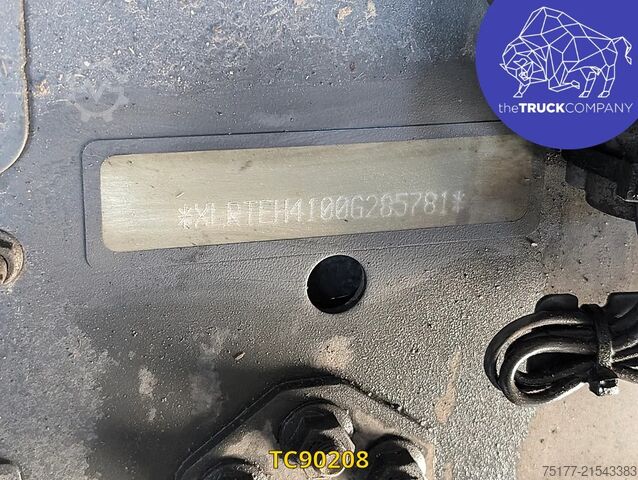 theTRUCKCOMPANY
*XLRTEH4100G285781*
TC90208
75177-21543383